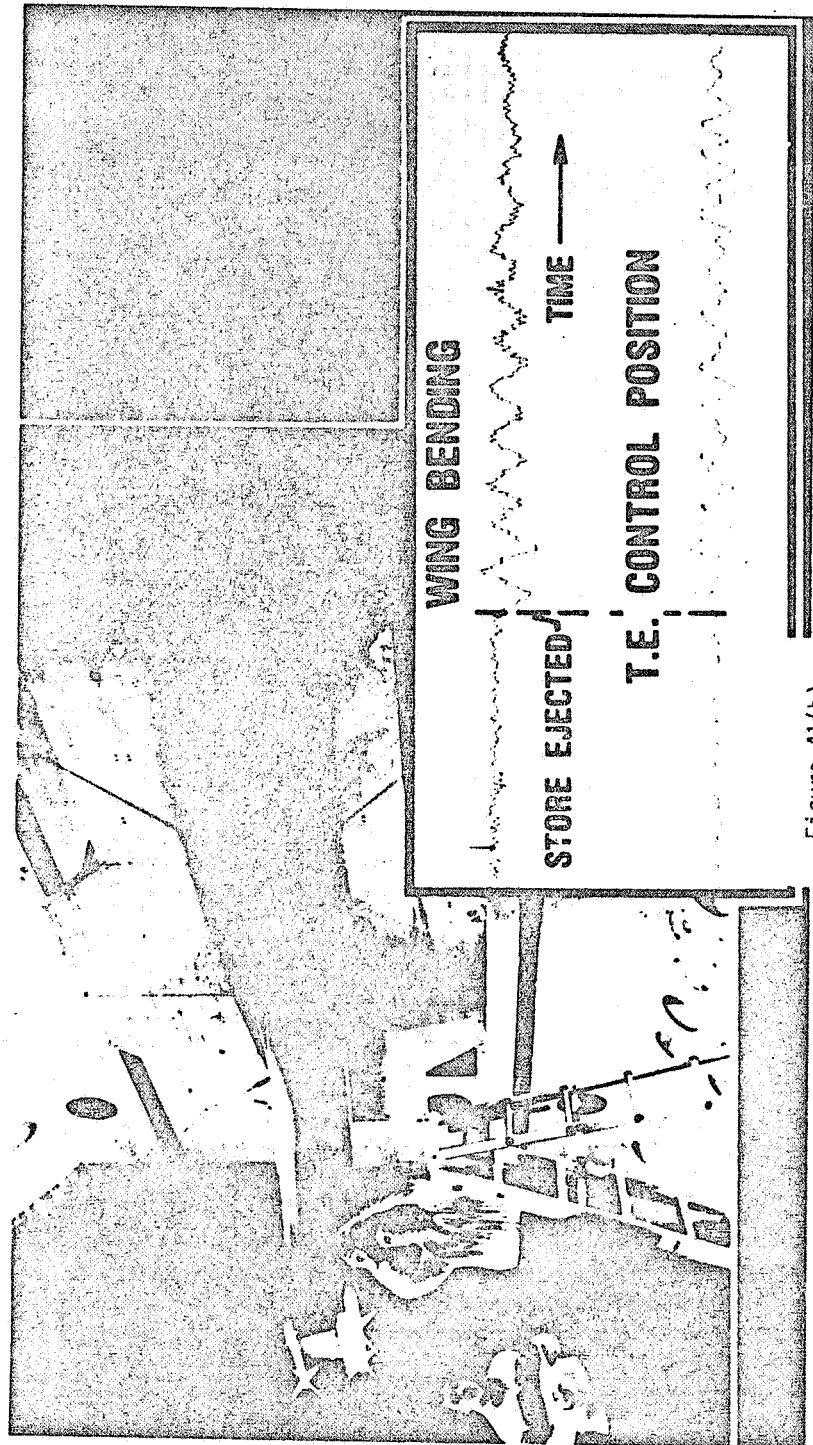 WING BENDING
STORE EJECTED
TIME
T.E. CONTROL POSITION